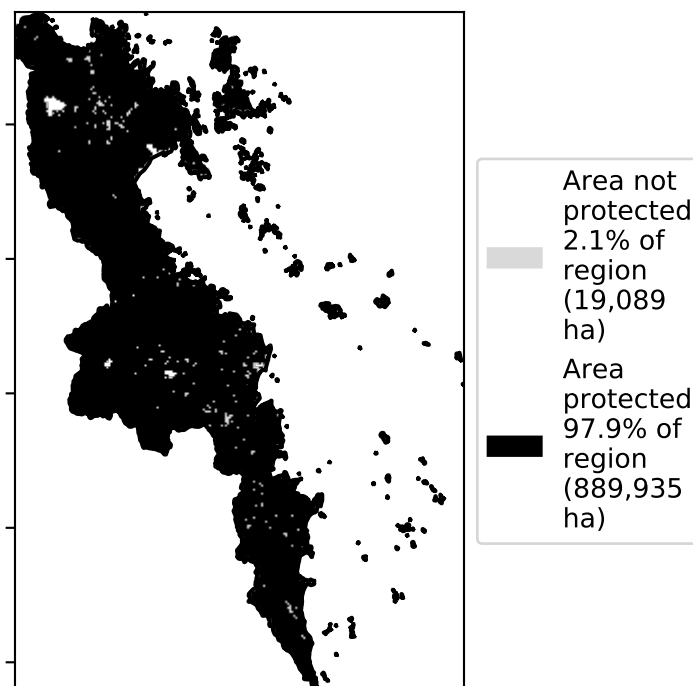 Area not
protected
2.1% of
region
(19,089
ha)
Area
protected
97.9% of
region
(889,935
ha)